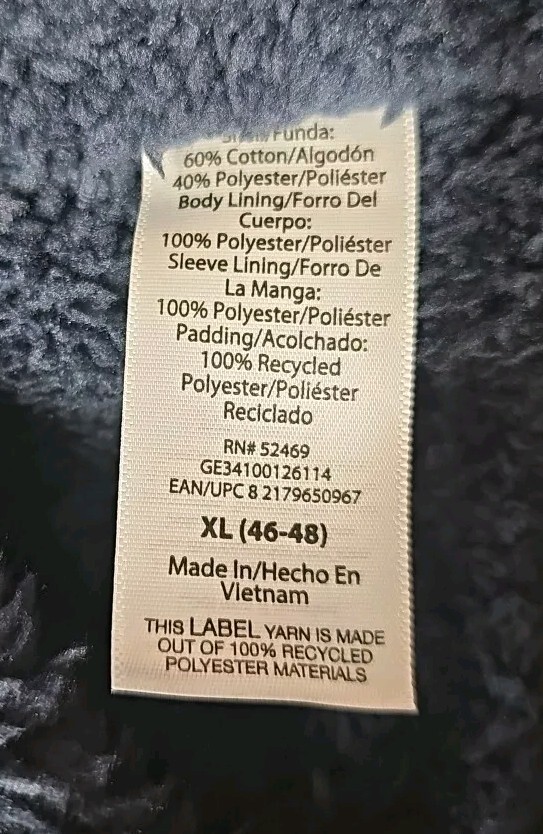 Funda:
60% Cotton/Algodón
40% Polyester/Poliéster
Body Lining/Forro Del
Cuerpo:
100% Polyester/Poliéster
Sleeve Lining/Forro De
La Manga:
100% Polyester/Poliéster
Padding/Acolchado:
100% Recycled
Polyester/Poliéster
Reciclado
RN# 52469
GE34100126114
EAN/UPC 8 2179650967
XL (46-48)
Made In/Hecho En
Vietnam
THIS LABEL YARN IS MADE
OUT OF 100% RECYCLED
POLYESTER MATERIALS